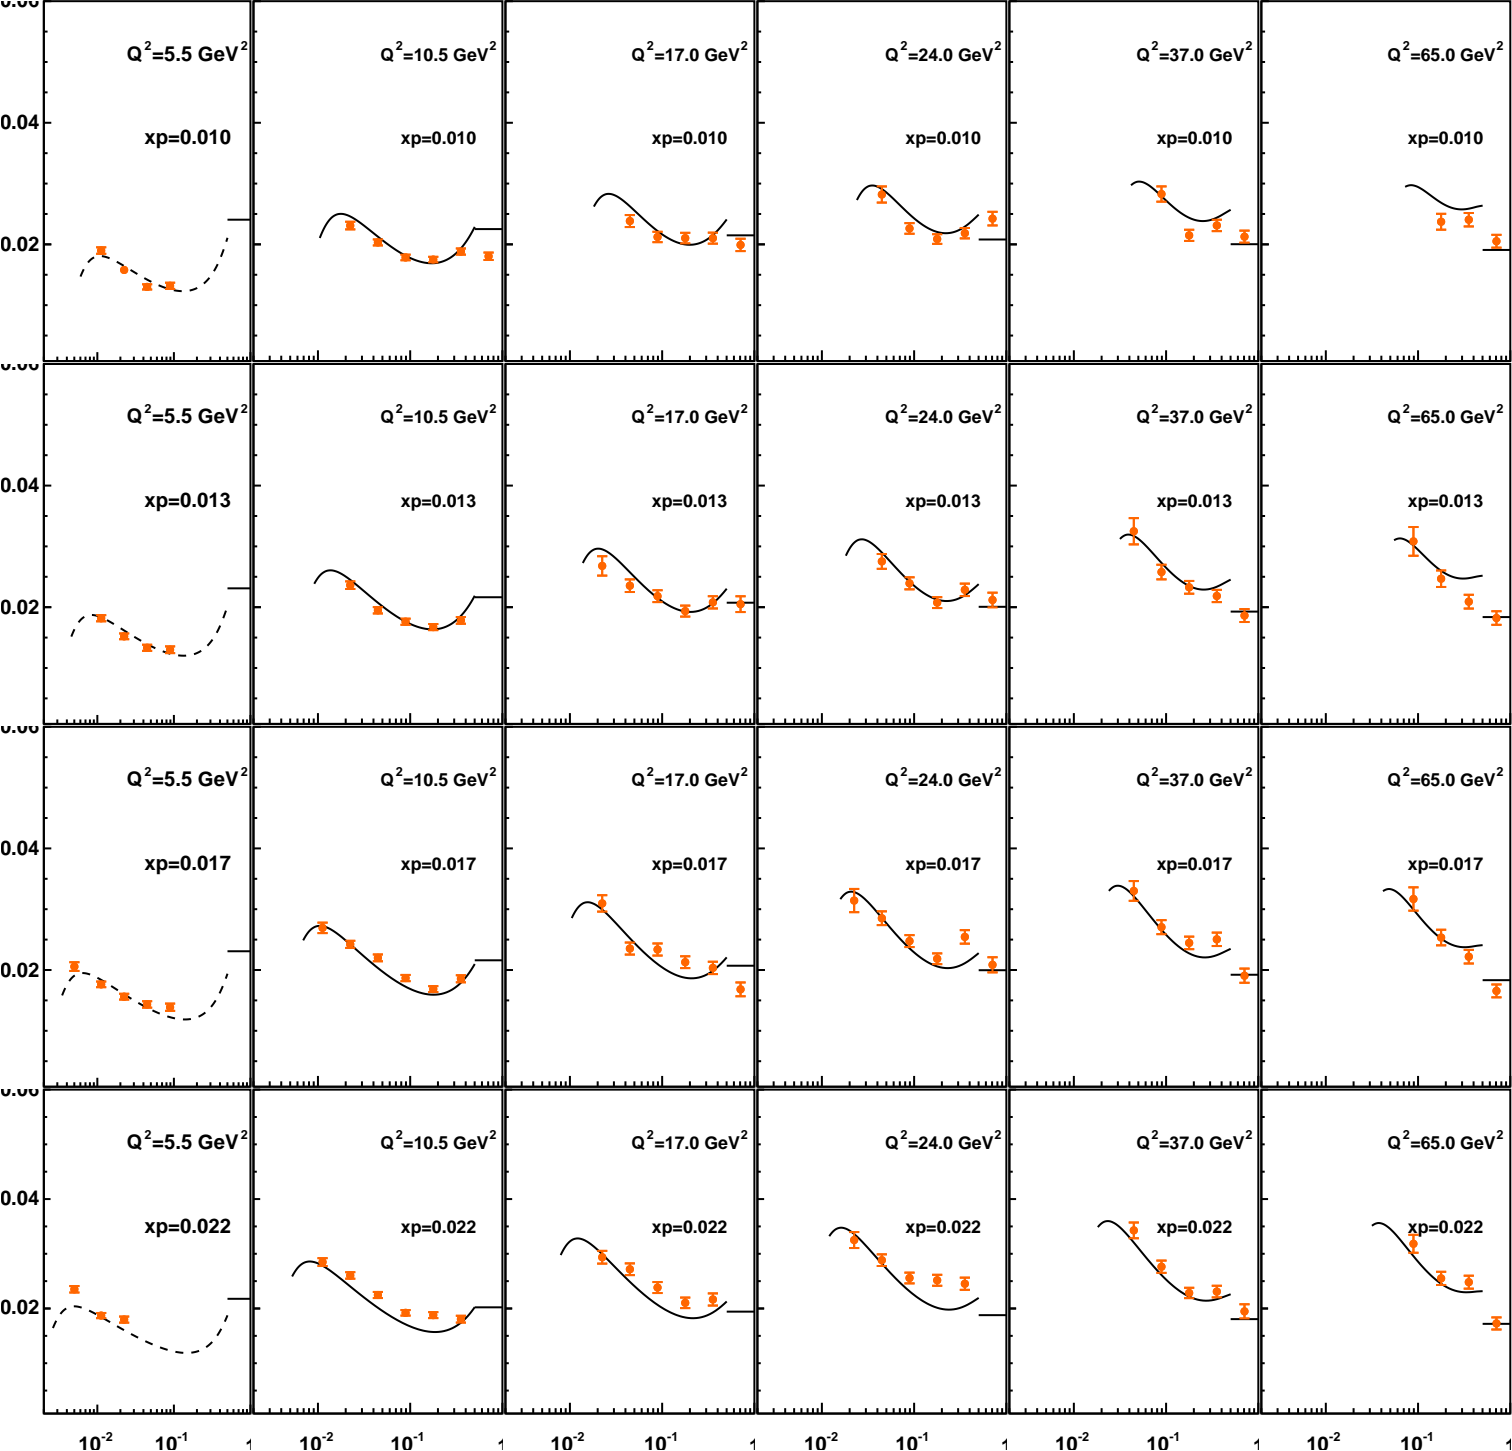 0.06
Q²=5.5 GeV² Q²=10.5 GeV² Q²=17.0 GeV² Q²=24.0 GeV² Q²=37.0 GeV² Q²=65.0 GeV²
0.04
xp=0.010 xp=0.010 xp=0.010 xp=0.010 xp=0.010 xp=0.010
0.02
0.06
Q²=5.5 GeV² Q²=10.5 GeV² Q²=17.0 GeV² Q²=24.0 GeV² Q²=37.0 GeV² Q²=65.0 GeV²
0.04
xp=0.013 xp=0.013 xp=0.013 xp=0.013 xp=0.013 xp=0.013
0.02
0.06
Q²=5.5 GeV² Q²=10.5 GeV² Q²=17.0 GeV² Q²=24.0 GeV² Q²=37.0 GeV² Q²=65.0 GeV²
0.04
xp=0.017 xp=0.017 xp=0.017 xp=0.017 xp=0.017 xp=0.017
0.02
0.06
Q²=5.5 GeV² Q²=10.5 GeV² Q²=17.0 GeV² Q²=24.0 GeV² Q²=37.0 GeV² Q²=65.0 GeV²
0.04
xp=0.022 xp=0.022 xp=0.022 xp=0.022 xp=0.022 xp=0.022
0.02
10⁻² 10⁻¹ 1 10⁻² 10⁻¹ 1 10⁻² 10⁻¹ 1 10⁻² 10⁻¹ 1 10⁻² 10⁻¹ 1 10⁻² 10⁻¹ 1